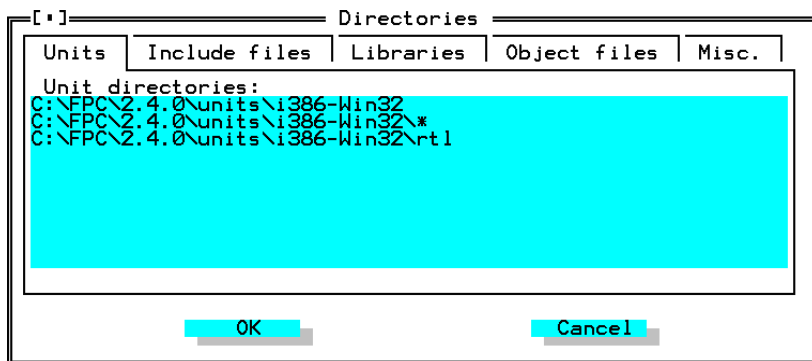 [▪] Directories
Units Include files Libraries Object files Misc.
Unit directories:
C:\FPC\2.4.0\units\i386-Win32
C:\FPC\2.4.0\units\i386-Win32\*
C:\FPC\2.4.0\units\i386-Win32\rtl
OK Cancel